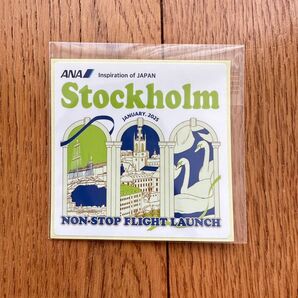 ANA Inspiration of JAPAN
Stockholm
JANUARY. 2025
NON-STOP FLIGHT LAUNCH